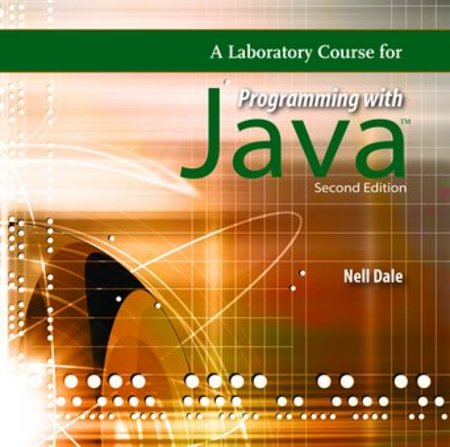 A Laboratory Course for
Programming with
Java™
Second Edition
Nell Dale